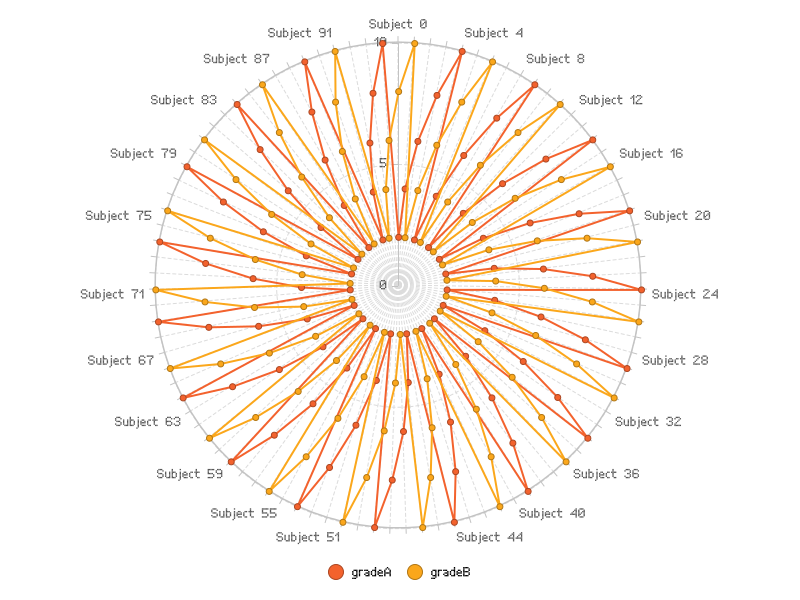 Subject 0
Subject 4
Subject 8
Subject 12
Subject 16
Subject 20
Subject 24
Subject 28
Subject 32
Subject 36
Subject 40
Subject 44
Subject 51
Subject 55
Subject 59
Subject 63
Subject 67
Subject 71
Subject 75
Subject 79
Subject 83
Subject 87
Subject 91
10
5
0
gradeA
gradeB